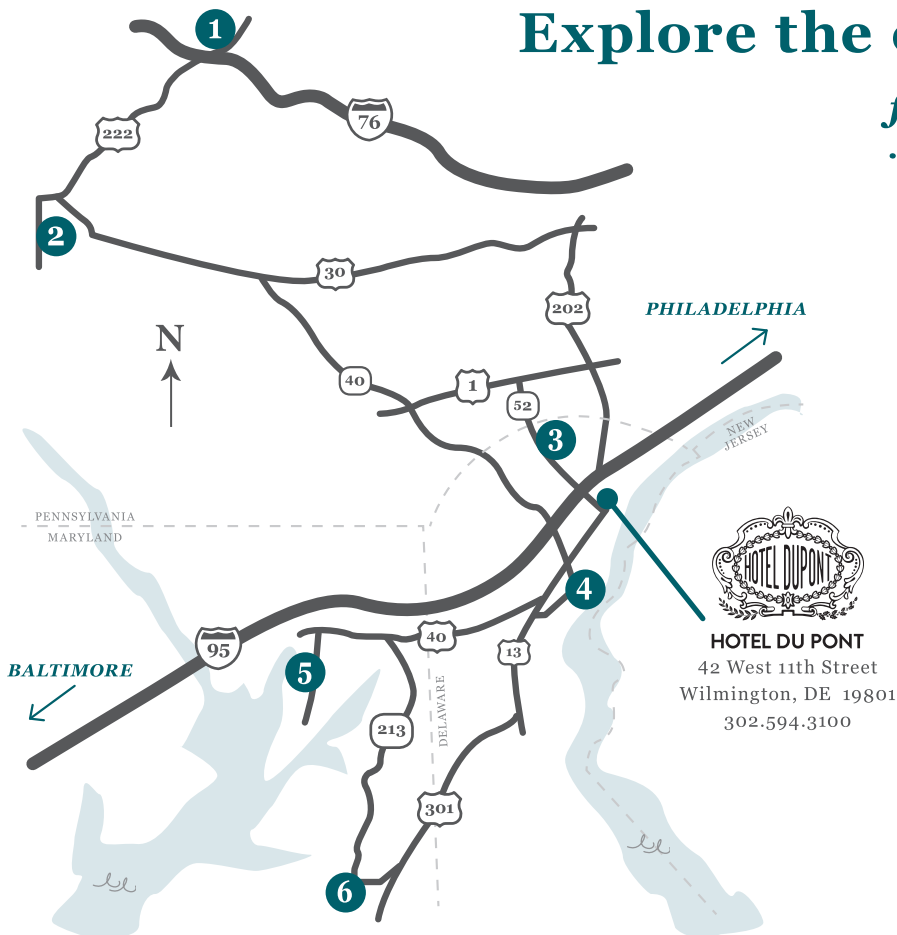 Explore the
1
76
222
2
30
202
PHILADELPHIA
N
40
1
52
3
NEW
JERSEY
PENNSYLVANIA
MARYLAND
HOTEL DUPONT
4
HOTEL DU PONT
42 West 11th Street
Wilmington, DE 19801
302.594.3100
40
13
95
BALTIMORE
5
DELAWARE
213
301
6